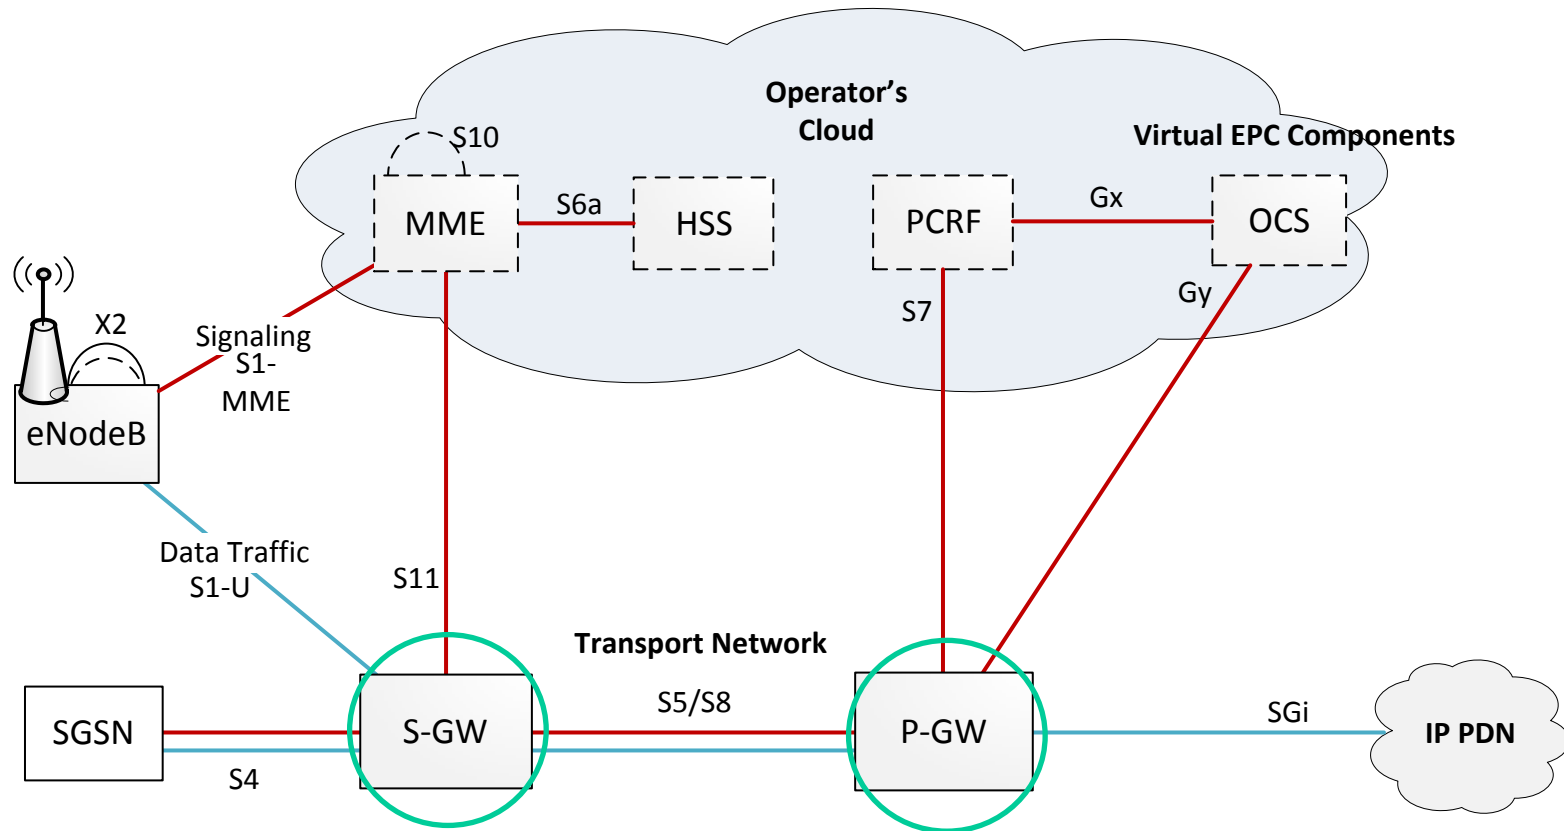 Operator's
Cloud
Virtual EPC Components
S10
MME
S6a
HSS
PCRF
Gx
OCS
S7
Gy
X2
Signaling
S1-
MME
eNodeB
Data Traffic
S1-U
S11
Transport Network
SGSN
S4
S-GW
S5/S8
P-GW
SGi
IP PDN